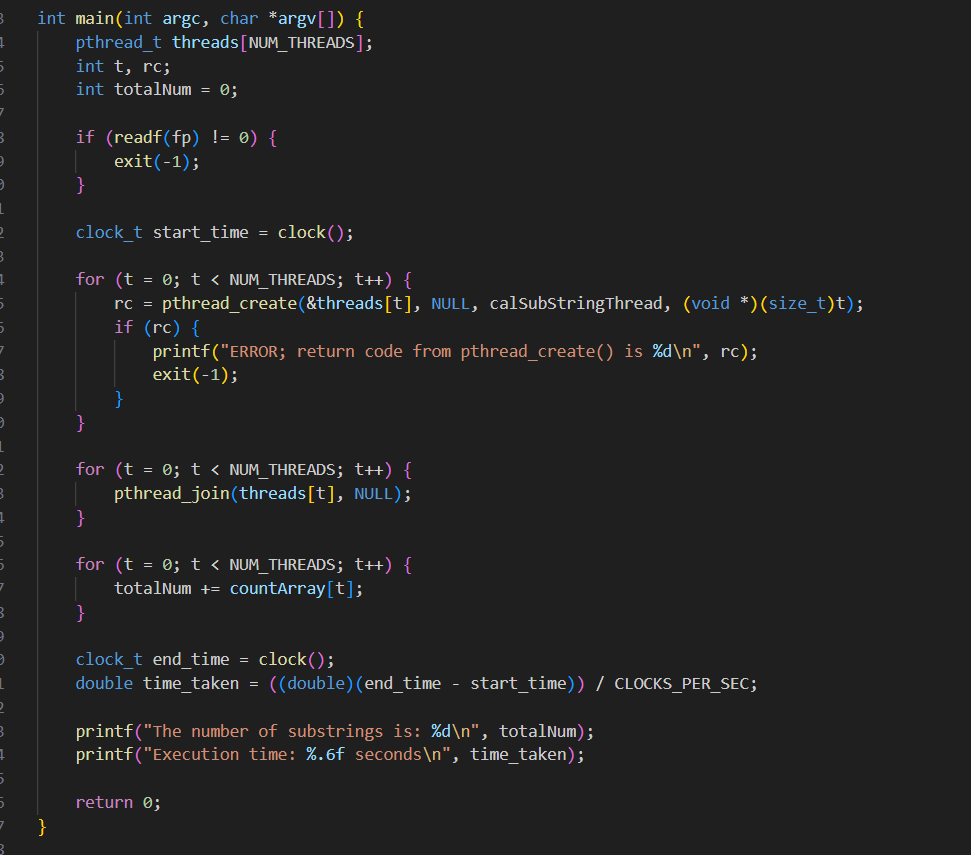 int main(int argc, char *argv[]) {
    pthread_t threads[NUM_THREADS];
    int t, rc;
    int totalNum = 0;

    if (readf(fp) != 0) {
        exit(-1);
    }

    clock_t start_time = clock();

    for (t = 0; t < NUM_THREADS; t++) {
        rc = pthread_create(&threads[t], NULL, calSubStringThread, (void *)(size_t)t);
        if (rc) {
            printf("ERROR; return code from pthread_create() is %d\n", rc);
            exit(-1);
        }
    }

    for (t = 0; t < NUM_THREADS; t++) {
        pthread_join(threads[t], NULL);
    }

    for (t = 0; t < NUM_THREADS; t++) {
        totalNum += countArray[t];
    }

    clock_t end_time = clock();
    double time_taken = ((double)(end_time - start_time)) / CLOCKS_PER_SEC;

    printf("The number of substrings is: %d\n", totalNum);
    printf("Execution time: %.6f seconds\n", time_taken);

    return 0;
}